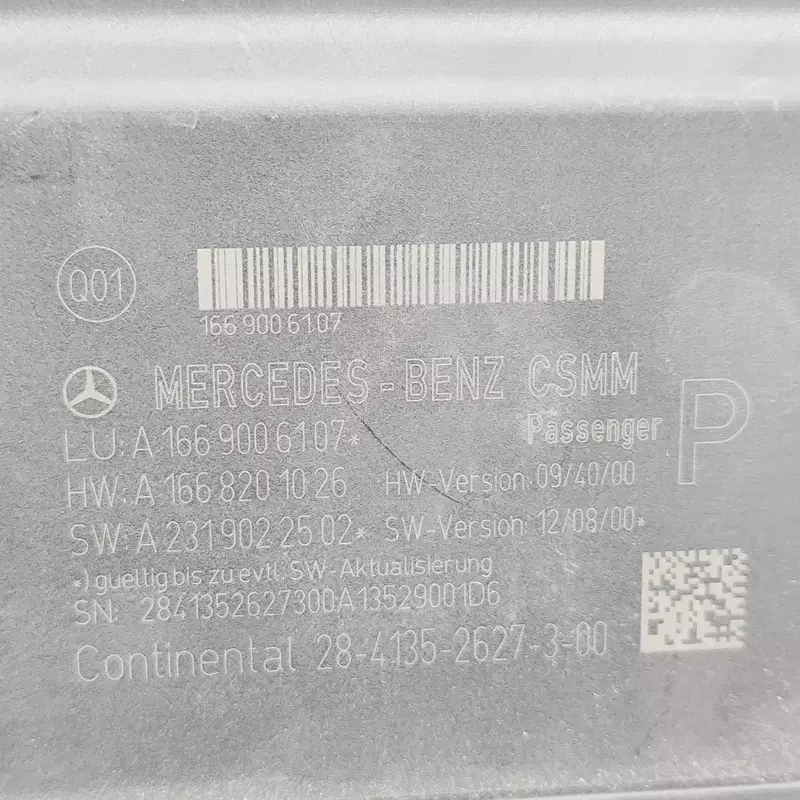 Q01
166 900 6107
MERCEDES-BENZ CSMM
Passenger
P
LU: A 166 900 61 07*
HW: A 166 820 10 26 HW-Version: 09/40/00
SW: A 231 902 25 02* SW-Version: 12/08/00*
*) gueltig bis zu evtl. SW-Aktualisierung
SN: 2841352627300A13529001D6
Continental 28-4135-2627-3-00